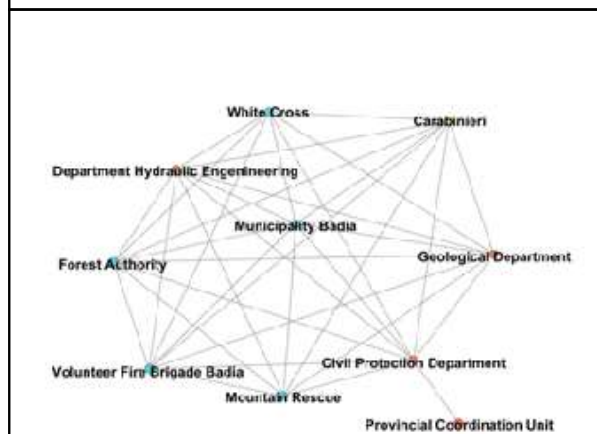 White Cross
Carabinieri
Department Hydraulic Engenineering
Municipality Badia
Forest Authority
Geological Department
Volunteer Fire Brigade Badia
Civil Protection Department
Mountain Rescue
Provincial Coordination Unit